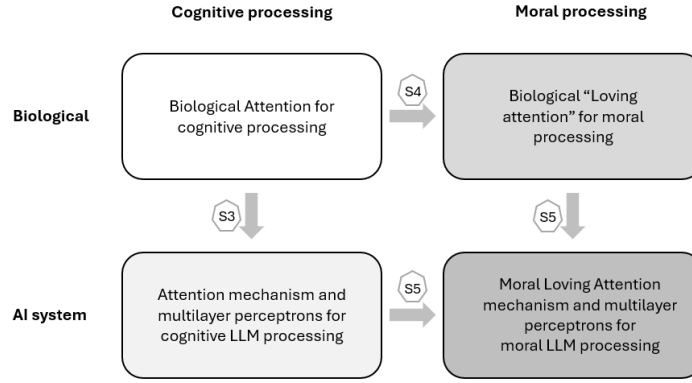 Cognitive processing
Moral processing
Biological
Biological Attention for
cognitive processing
S4
Biological “Loving
attention” for moral
processing
S3
S5
AI system
Attention mechanism and
multilayer perceptrons for
cognitive LLM processing
S5
Moral Loving Attention
mechanism and multilayer
perceptrons for
moral LLM processing